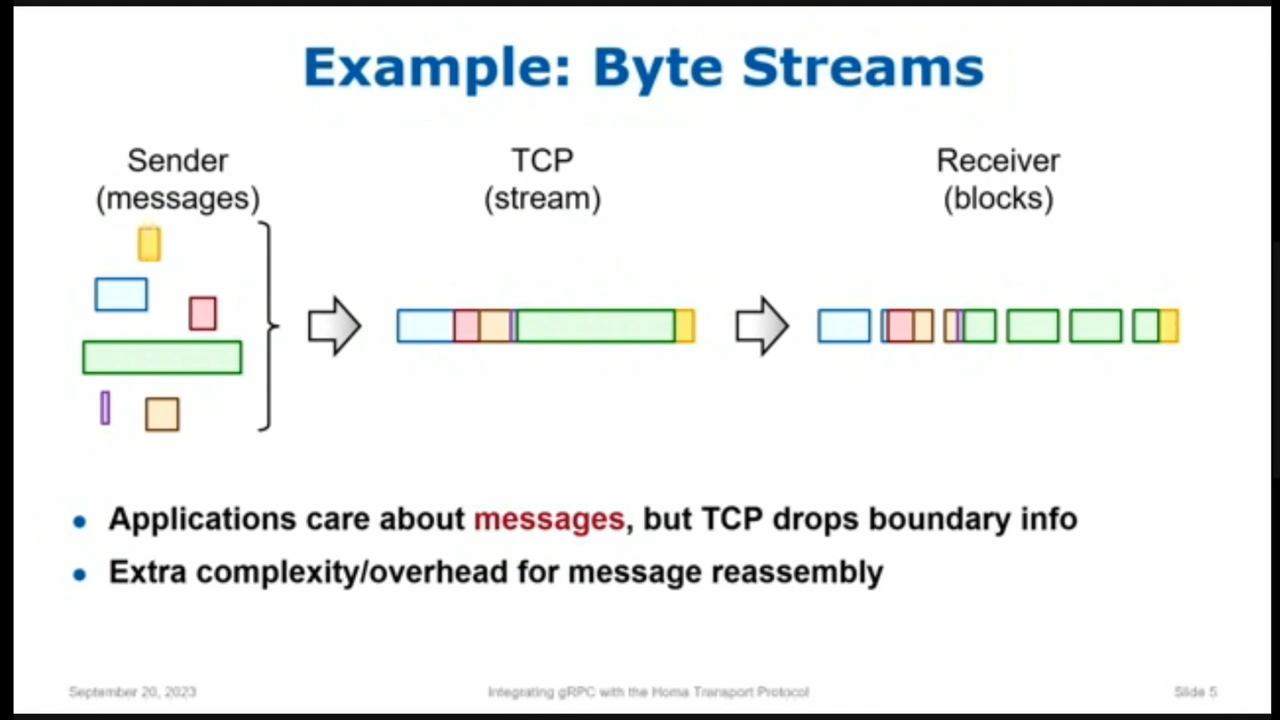 Example: Byte Streams
Sender
(messages)
TCP
(stream)
Receiver
(blocks)
• Applications care about messages, but TCP drops boundary info
• Extra complexity/overhead for message reassembly
September 20, 2023
Integrating gRPC with the Homa Transport Protocol
Slide 5